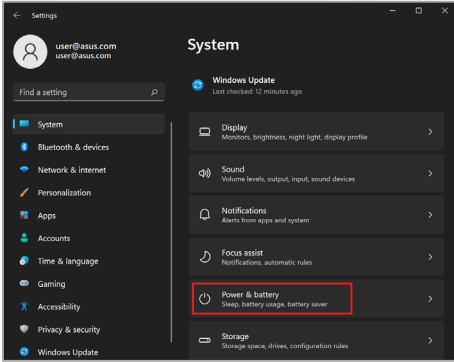 Settings
user@asus.com
user@asus.com
Find a setting
System
Bluetooth & devices
Network & internet
Personalization
Apps
Accounts
Time & language
Gaming
Accessibility
Privacy & security
Windows Update
System
Windows Update
Last checked: 12 minutes ago
Display
Monitors, brightness, night light, display profile
Sound
Volume levels, output, input, sound devices
Notifications
Alerts from apps and system
Focus assist
Notifications, automatic rules
Power & battery
Sleep, battery usage, battery saver
Storage
Storage space, drives, configuration rules